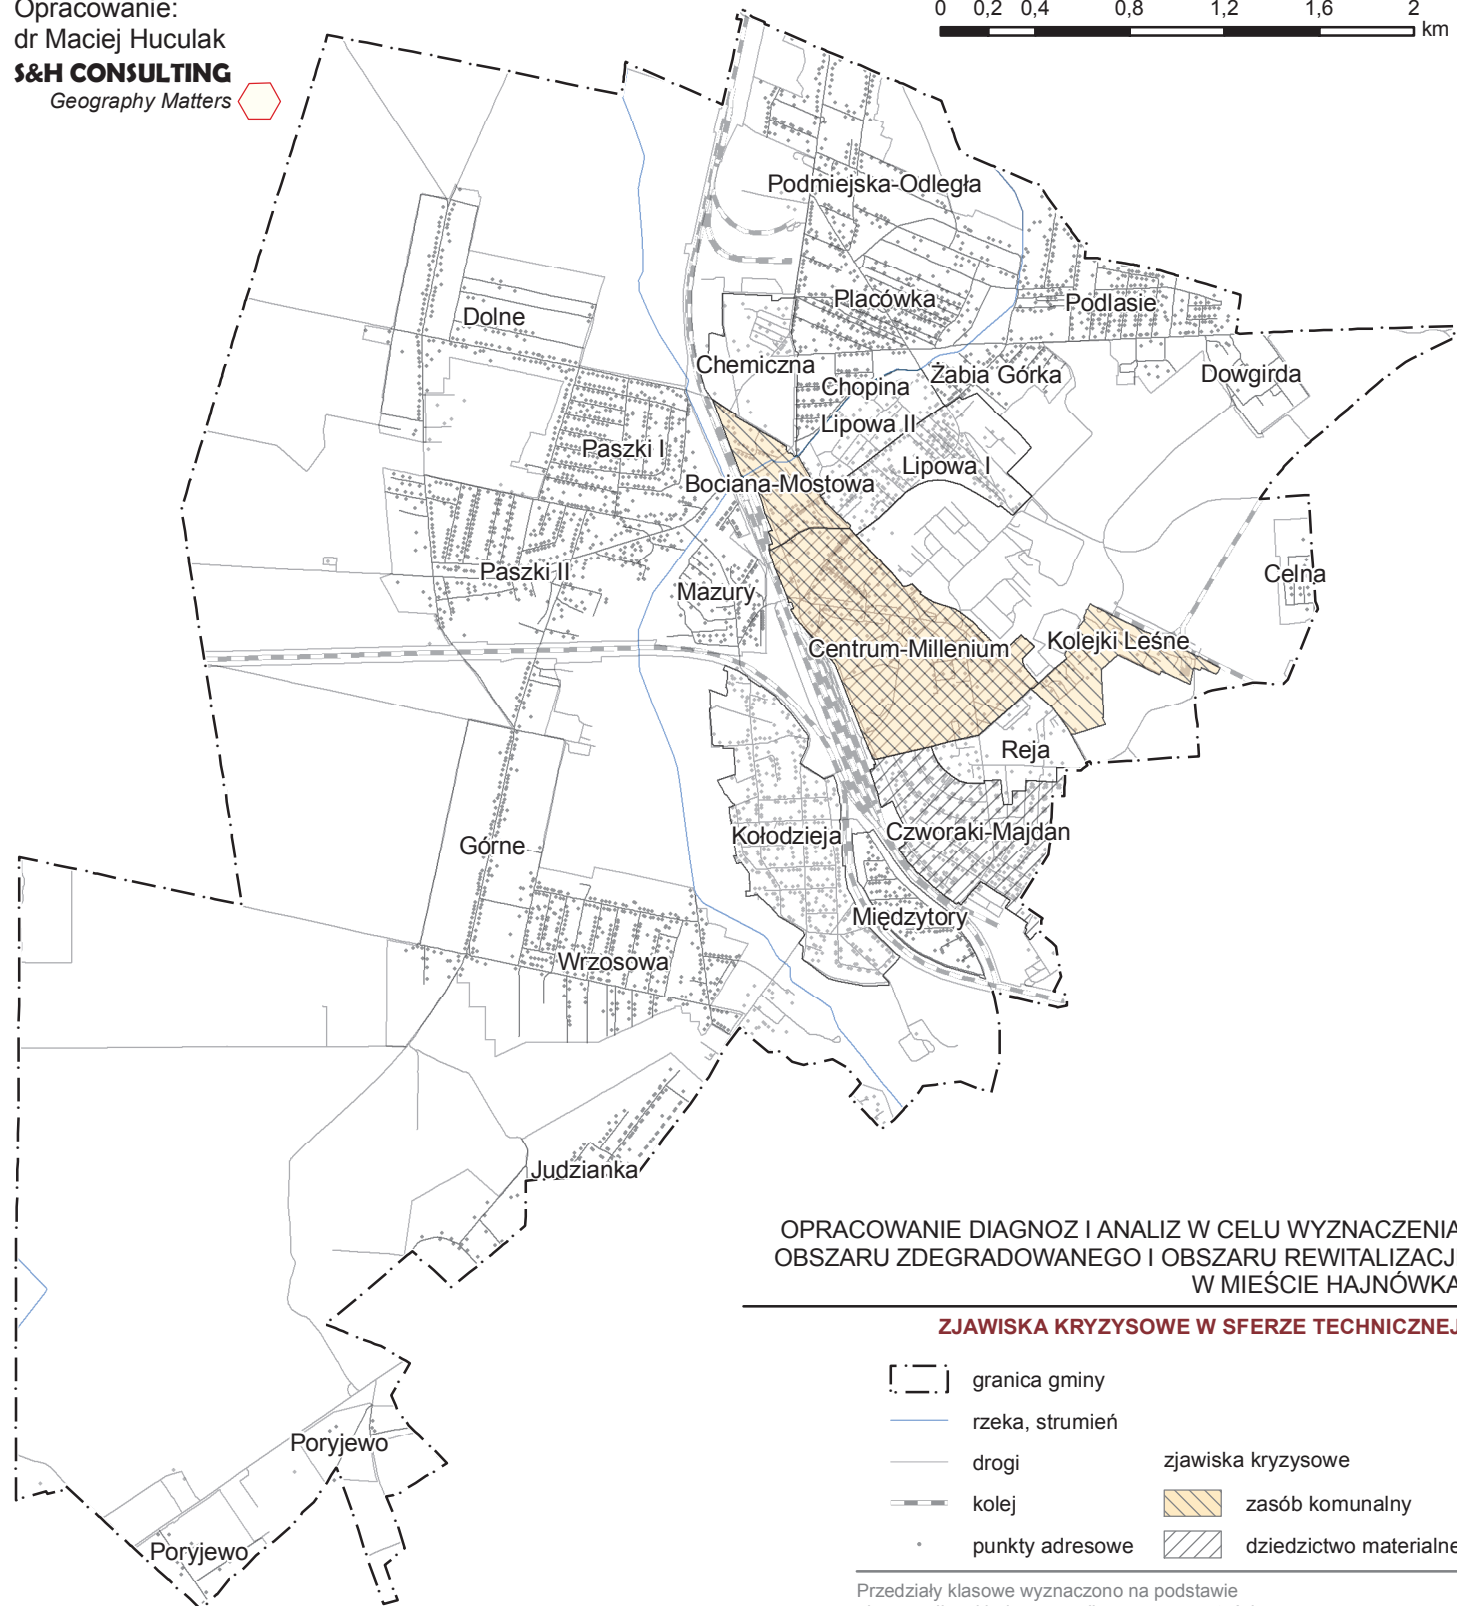 Opracowanie:
dr Maciej Huculak
S&H CONSULTING
Geography Matters
0 0,2 0,4 0,8 1,2 1,6 2
km
Podmiejska-Odległa
Placówka
Podlasie
Dolne
Chemiczna
Chopina
Żabia Górka
Dowgirda
Lipowa II
Paszki I
Lipowa I
Bociana-Mostowa
Paszki II
Mazury
Celna
Centrum-Millenium
Kolejki Leśne
Reja
Górne
Kołodzieja
Czworaki-Majdan
Międzytory
Wrzosowa
Judzianka
OPRACOWANIE DIAGNOZ I ANALIZ W CELU WYZNACZENIA
OBSZARU ZDEGRADOWANEGO I OBSZARU REWITALIZACJI
W MIEŚCIE HAJNÓWKA
ZJAWISKA KRYZYSOWE W SFERZE TECHNICZNEJ
granica gminy
rzeka, strumień
drogi
zjawiska kryzysowe
kolej
zasób komunalny
punkty adresowe
dziedzictwo materialne
Poryjewo
Poryjewo
Przedziały klasowe wyznaczono na podstawie